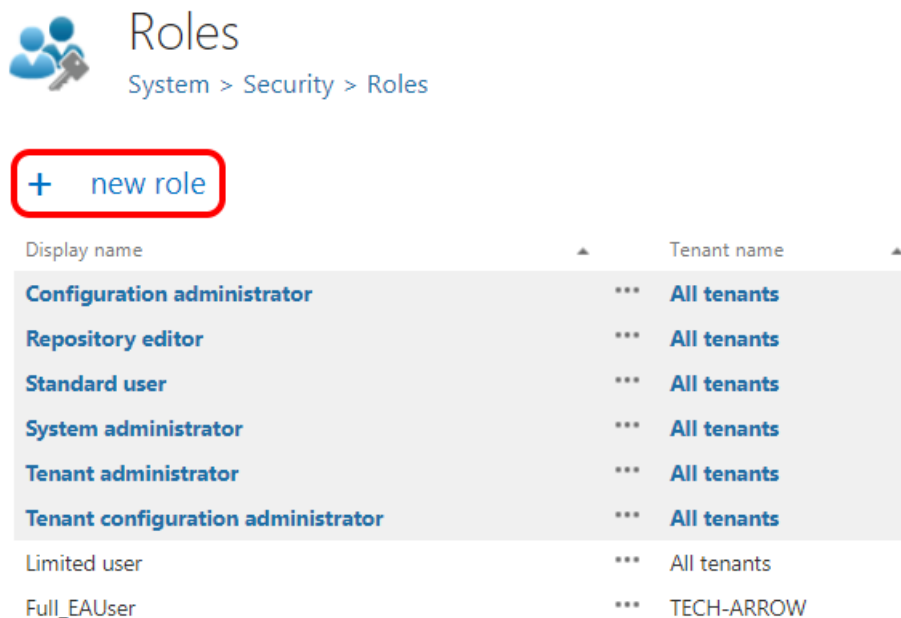 Roles
System > Security > Roles
+ new role
Display name Tenant name
Configuration administrator ••• All tenants
Repository editor ••• All tenants
Standard user ••• All tenants
System administrator ••• All tenants
Tenant administrator ••• All tenants
Tenant configuration administrator ••• All tenants
Limited user ••• All tenants
Full_EAUser ••• TECH-ARROW